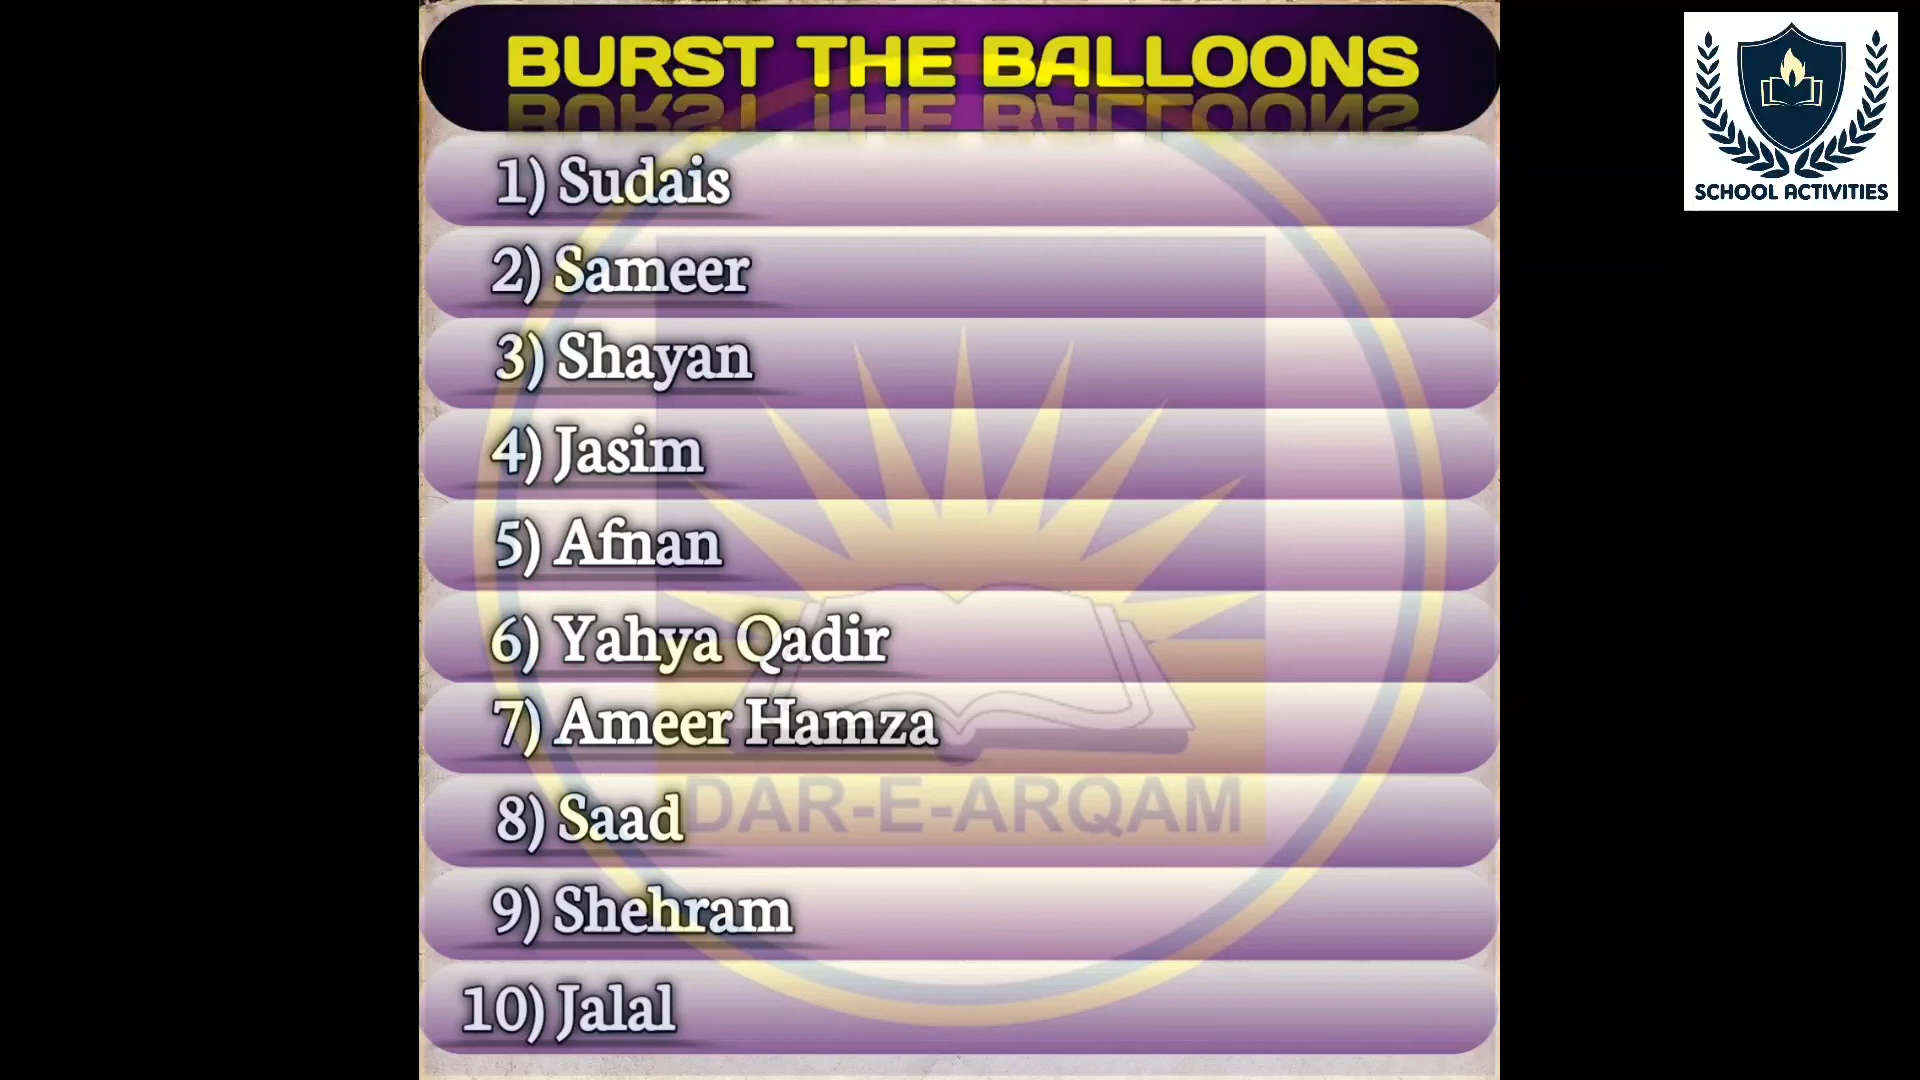 BURST THE BALLOONS
SCHOOL ACTIVITIES
1) Sudais
2) Sameer
3) Shayan
4) Jasim
5) Afnan
6) Yahya Qadir
7) Ameer Hamza
8) Saad
DAR-E-ARQAM
9) Shehram
10) Jalal